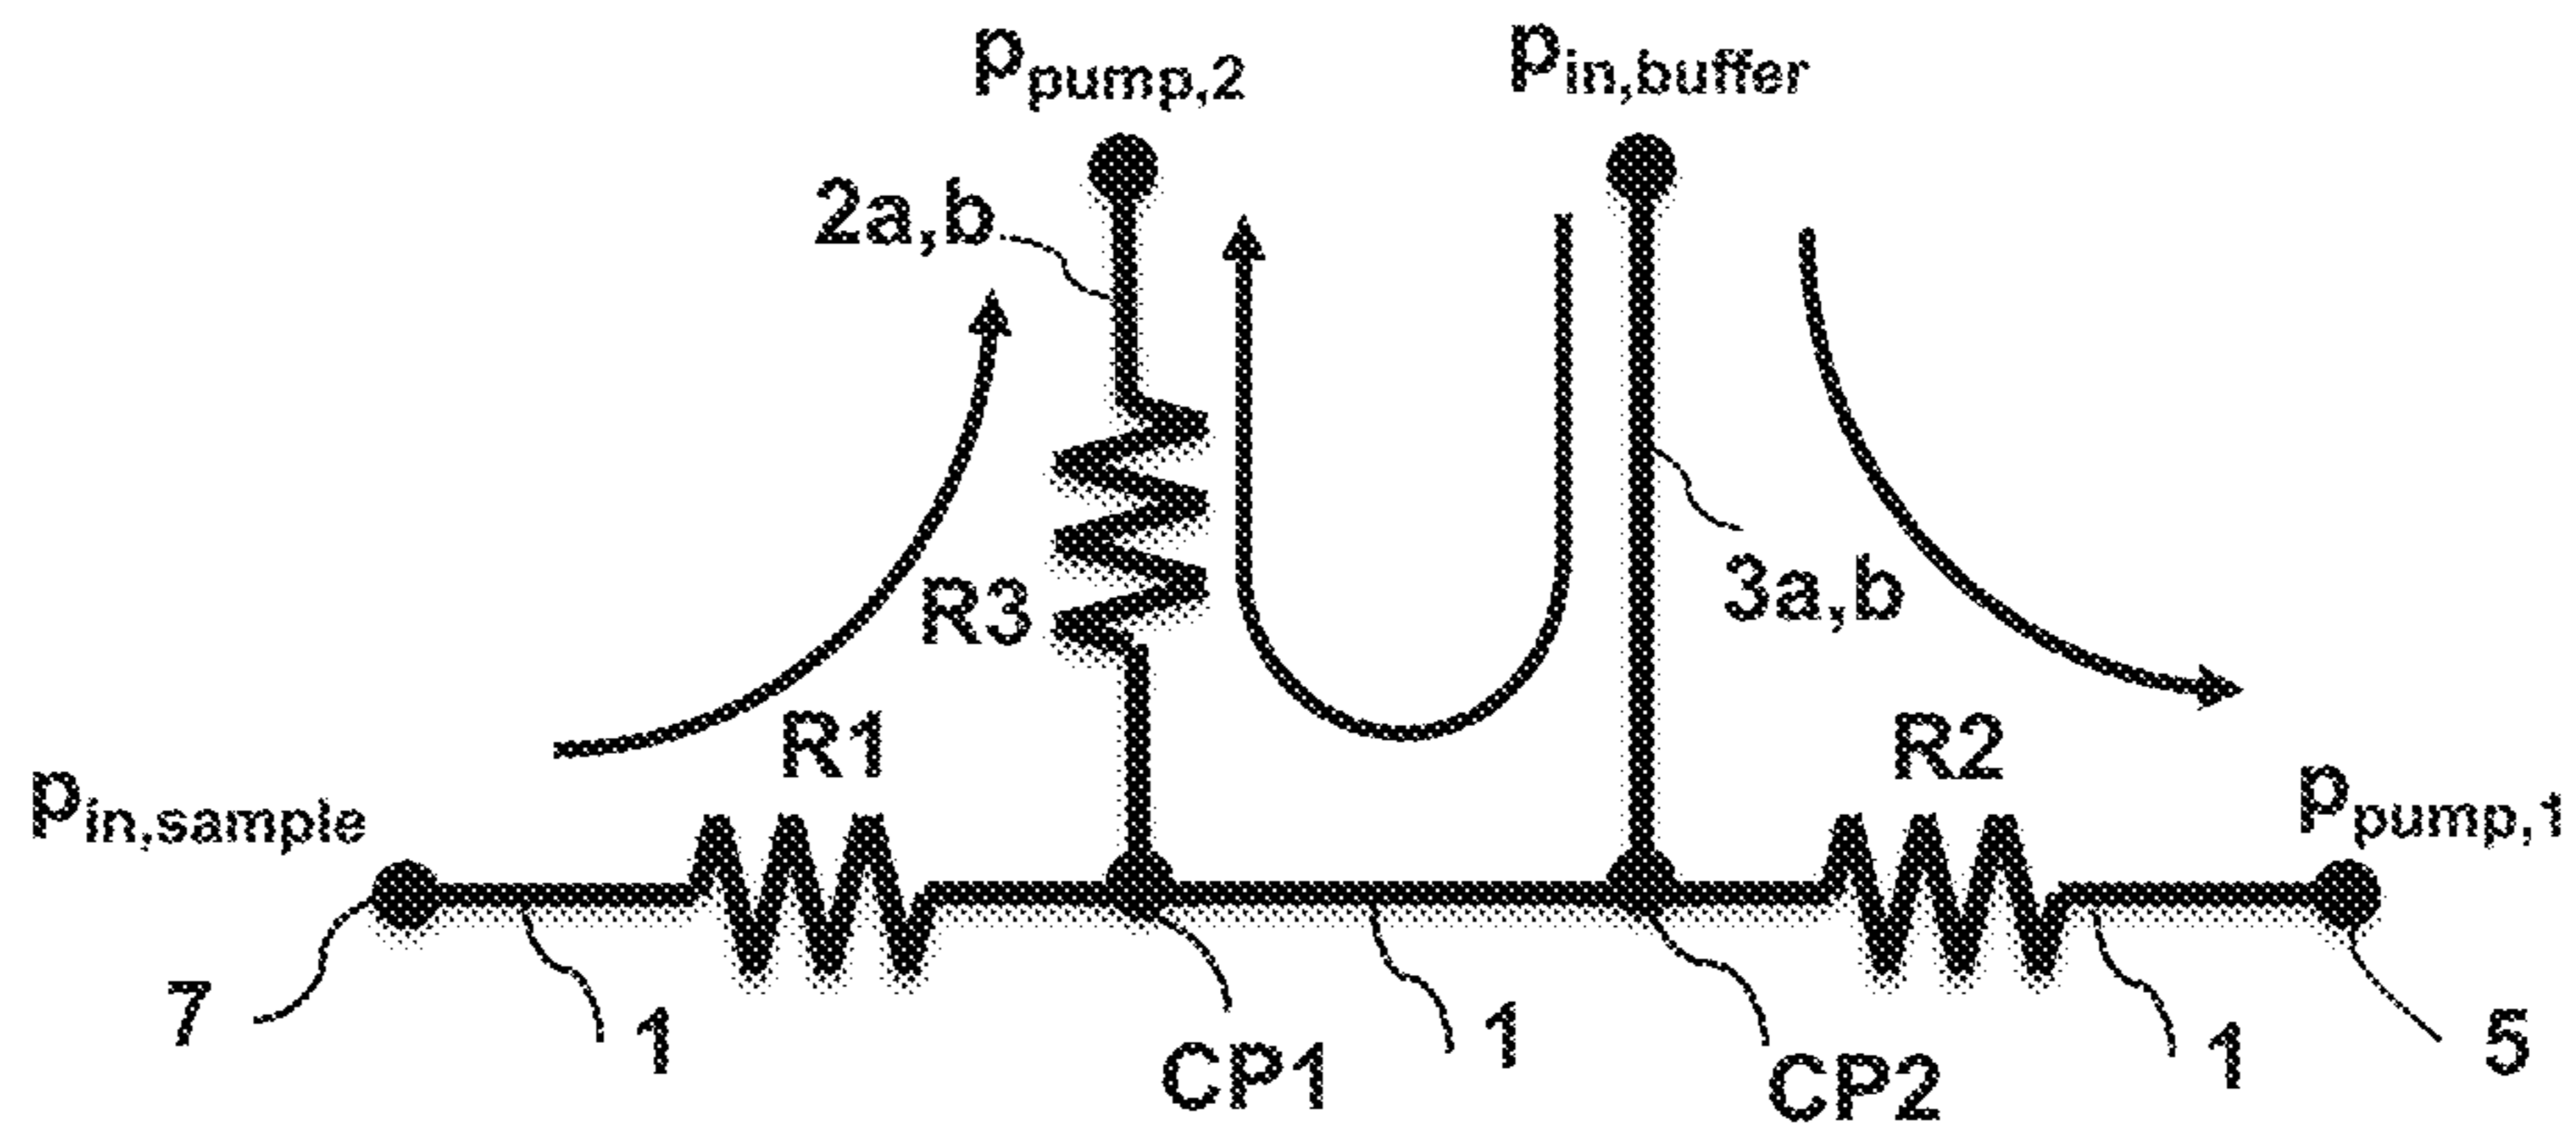 Ppump,2
Pin,buffer
2a,b
R3
3a,b
R1
R2
Pin,sample
Ppump,1
7
1
CP1
1
CP2
1
5